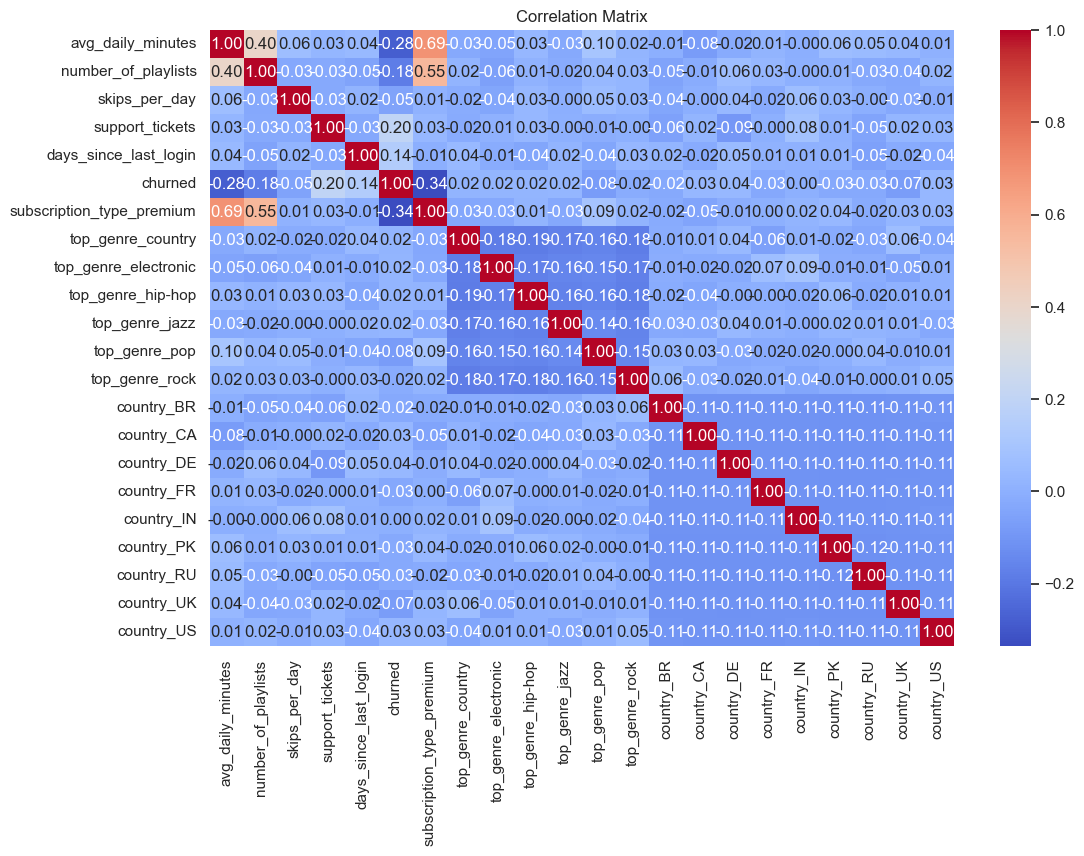 Correlation Matrix
avg_daily_minutes 1.00 0.40 0.06 0.03 0.04 -0.28 0.69 -0.03 -0.05 0.03 -0.03 0.10 0.02 -0.01 -0.08 -0.02 0.01 -0.00 0.06 0.05 0.04 0.01
number_of_playlists 0.40 1.00 -0.03 -0.03 -0.05 -0.18 0.55 0.02 -0.06 0.01 -0.02 0.04 0.03 -0.05 -0.01 0.06 0.03 -0.00 0.01 -0.03 -0.04 0.02
skips_per_day 0.06 -0.03 1.00 -0.03 0.02 -0.05 0.01 -0.02 -0.04 0.03 -0.00 0.05 0.03 -0.04 -0.00 0.04 -0.02 0.06 0.03 -0.00 -0.03 -0.01
support_tickets 0.03 -0.03 -0.03 1.00 -0.03 0.20 0.03 -0.02 0.01 0.03 -0.00 -0.01 -0.00 -0.06 0.02 -0.09 -0.00 0.08 0.01 -0.05 0.02 0.03
days_since_last_login 0.04 -0.05 0.02 -0.03 1.00 0.14 -0.01 0.04 -0.01 -0.04 0.02 -0.04 0.03 0.02 -0.02 0.05 0.01 0.01 0.01 -0.05 -0.02 -0.04
churned -0.28 -0.18 -0.05 0.20 0.14 1.00 -0.34 0.02 0.02 0.02 0.02 -0.08 -0.02 -0.02 0.03 0.04 -0.03 0.00 -0.03 -0.03 -0.07 0.03
subscription_type_premium 0.69 0.55 0.01 0.03 -0.01 -0.34 1.00 -0.03 -0.03 0.01 -0.03 0.09 0.02 -0.02 -0.05 -0.01 0.00 0.02 0.04 -0.02 0.03 0.03
top_genre_country -0.03 0.02 -0.02 -0.02 0.04 0.02 -0.03 1.00 -0.18 -0.19 -0.17 -0.16 -0.18 -0.01 0.01 0.04 -0.06 0.01 -0.02 -0.03 0.06 -0.04
top_genre_electronic -0.05 -0.06 -0.04 0.01 -0.01 0.02 -0.03 -0.18 1.00 -0.17 -0.16 -0.15 -0.17 -0.01 -0.02 -0.02 0.07 0.09 -0.01 -0.01 -0.05 0.01
top_genre_hip-hop 0.03 0.01 0.03 0.03 -0.04 0.02 0.01 -0.19 -0.17 1.00 -0.16 -0.16 -0.18 -0.02 -0.04 -0.00 -0.00 -0.02 0.06 -0.02 0.01 0.01
top_genre_jazz -0.03 -0.02 -0.00 -0.00 0.02 0.02 -0.03 -0.17 -0.16 -0.16 1.00 -0.14 -0.16 -0.03 -0.03 0.04 0.01 -0.00 0.02 0.01 0.01 -0.03
top_genre_pop 0.10 0.04 0.05 -0.01 -0.04 -0.08 0.09 -0.16 -0.15 -0.16 -0.14 1.00 -0.15 0.03 0.03 -0.03 -0.02 -0.02 -0.00 0.04 -0.01 0.01
top_genre_rock 0.02 0.03 0.03 -0.00 0.03 -0.02 0.02 -0.18 -0.17 -0.18 -0.16 -0.15 1.00 0.06 -0.03 -0.02 -0.01 -0.04 -0.01 -0.00 0.01 0.05
country_BR -0.01 -0.05 -0.04 -0.06 0.02 -0.02 -0.02 -0.01 -0.01 -0.02 -0.03 0.03 0.06 1.00 -0.11 -0.11 -0.11 -0.11 -0.11 -0.11 -0.11 -0.11
country_CA -0.08 -0.01 -0.00 0.02 -0.02 0.03 -0.05 0.01 -0.02 -0.04 -0.03 0.03 -0.03 -0.11 1.00 -0.11 -0.11 -0.11 -0.11 -0.11 -0.11 -0.11
country_DE -0.02 0.06 0.04 -0.09 0.05 0.04 -0.01 0.04 -0.02 -0.00 0.04 -0.03 -0.02 -0.11 -0.11 1.00 -0.11 -0.11 -0.11 -0.11 -0.11 -0.11
country_FR 0.01 0.03 -0.02 -0.00 0.01 -0.03 0.00 -0.06 0.07 -0.00 0.01 -0.02 -0.01 -0.11 -0.11 -0.11 1.00 -0.11 -0.11 -0.11 -0.11 -0.11
country_IN -0.00 -0.00 0.06 0.08 0.01 0.00 0.02 0.01 0.09 -0.02 -0.00 -0.02 -0.04 -0.11 -0.11 -0.11 -0.11 1.00 -0.11 -0.11 -0.11 -0.11
country_PK 0.06 0.01 0.03 0.01 0.01 -0.03 0.04 -0.02 -0.01 0.06 0.02 -0.00 -0.01 -0.11 -0.11 -0.11 -0.11 -0.11 1.00 -0.12 -0.11 -0.11
country_RU 0.05 -0.03 -0.00 -0.05 -0.05 -0.03 -0.02 -0.03 -0.01 -0.02 0.01 0.04 -0.00 -0.11 -0.11 -0.11 -0.11 -0.11 -0.12 1.00 -0.11 -0.11
country_UK 0.04 -0.04 -0.03 0.02 -0.02 -0.07 0.03 0.06 -0.05 0.01 0.01 -0.01 0.01 -0.11 -0.11 -0.11 -0.11 -0.11 -0.11 -0.11 1.00 -0.11
country_US 0.01 0.02 -0.01 0.03 -0.04 0.03 0.03 -0.04 0.01 0.01 -0.03 0.01 0.05 -0.11 -0.11 -0.11 -0.11 -0.11 -0.11 -0.11 -0.11 1.00
avg_daily_minutes
number_of_playlists
skips_per_day
support_tickets
days_since_last_login
churned
subscription_type_premium
top_genre_country
top_genre_electronic
top_genre_hip-hop
top_genre_jazz
top_genre_pop
top_genre_rock
country_BR
country_CA
country_DE
country_FR
country_IN
country_PK
country_RU
country_UK
country_US
1.0
0.8
0.6
0.4
0.2
0.0
−0.2